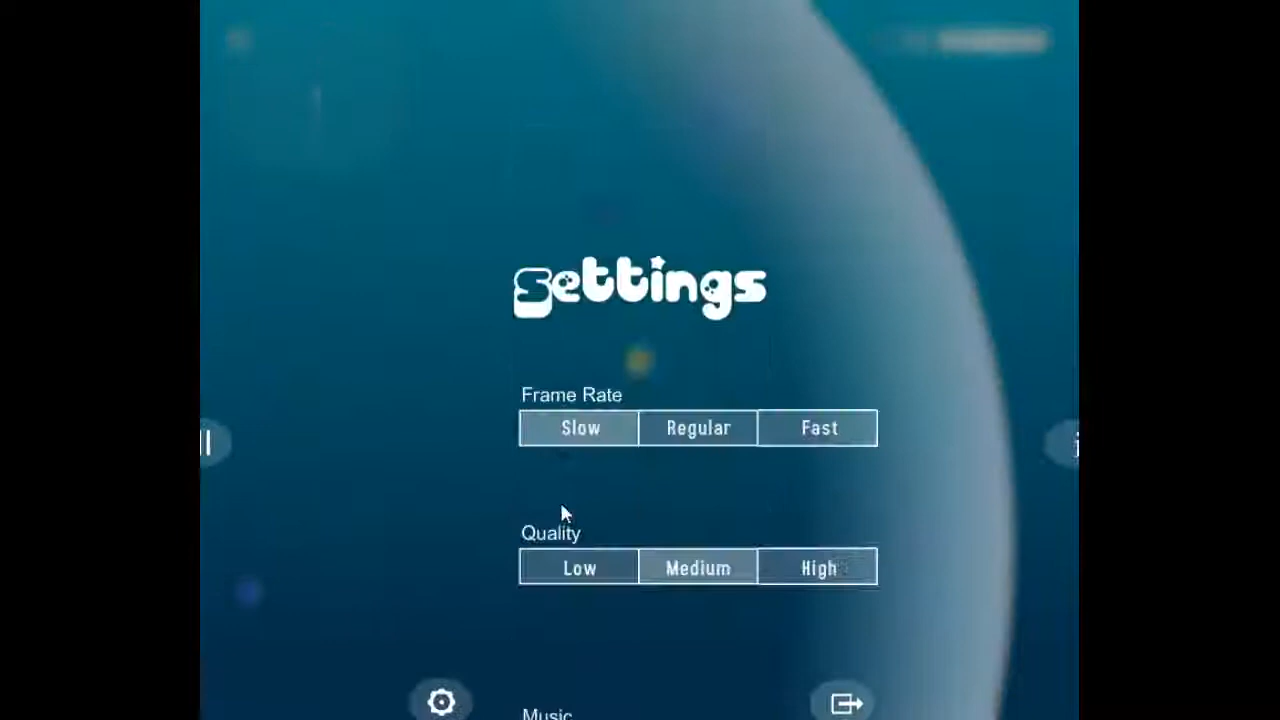 Settings
Frame Rate
Slow Regular Fast
Quality
Low Medium High
Music